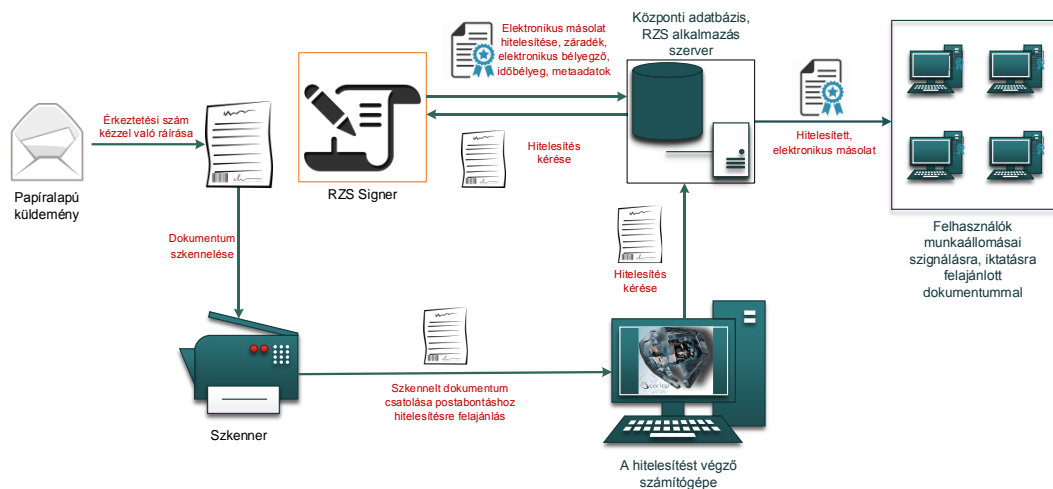 Papíralapú
küldemény
Érkeztetési szám
kézzel való ráírása
Dokumentum
szkennelése
Szkenner
Szkennelt dokumentum
csatolása postabontáshoz
hitelesítésre felajánlás
A hitelesítést végző
számítógépe
Hitelesítés
kérése
Központi adatbázis,
RZS alkalmazás
szerver
Hitelesítés
kérése
RZS Signer
Elektronikus másolat
hitelesítése, záradék,
elektronikus bélyegző,
időbélyeg, metaadatok
Hitelesített,
elektronikus másolat
Felhasználók
munkaállomásai
szignálásra, iktatásra
felajánlott
dokumentummal